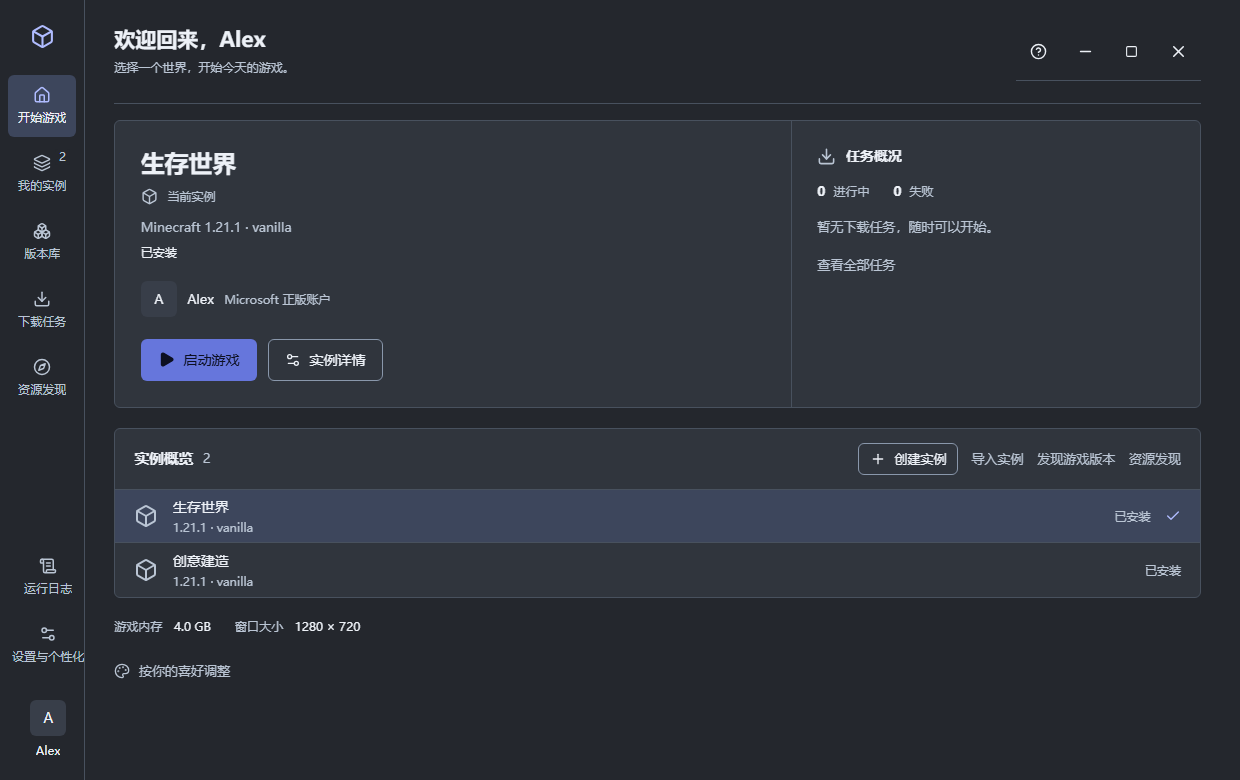 欢迎回来，Alex
选择一个世界，开始今天的游戏。
开始游戏
2
我的实例
版本库
下载任务
资源发现
运行日志
设置与个性化
A
Alex
生存世界
当前实例
Minecraft 1.21.1 · vanilla
已安装
A Alex Microsoft 正版账户
启动游戏 实例详情
任务概况
0 进行中 0 失败
暂无下载任务，随时可以开始。
查看全部任务
实例概览 2
创建实例 导入实例 发现游戏版本 资源发现
生存世界
1.21.1 · vanilla
已安装
创意建造
1.21.1 · vanilla
已安装
游戏内存 4.0 GB 窗口大小 1280 × 720
按你的喜好调整